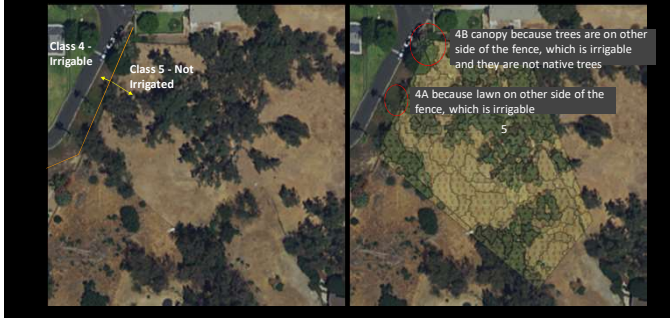 Class 4 -
Irrigable
Class 5 - Not
Irrigated
4B canopy because trees are on other
side of the fence, which is irrigable
and they are not native trees
4A because lawn on other side of the
fence, which is irrigable
5